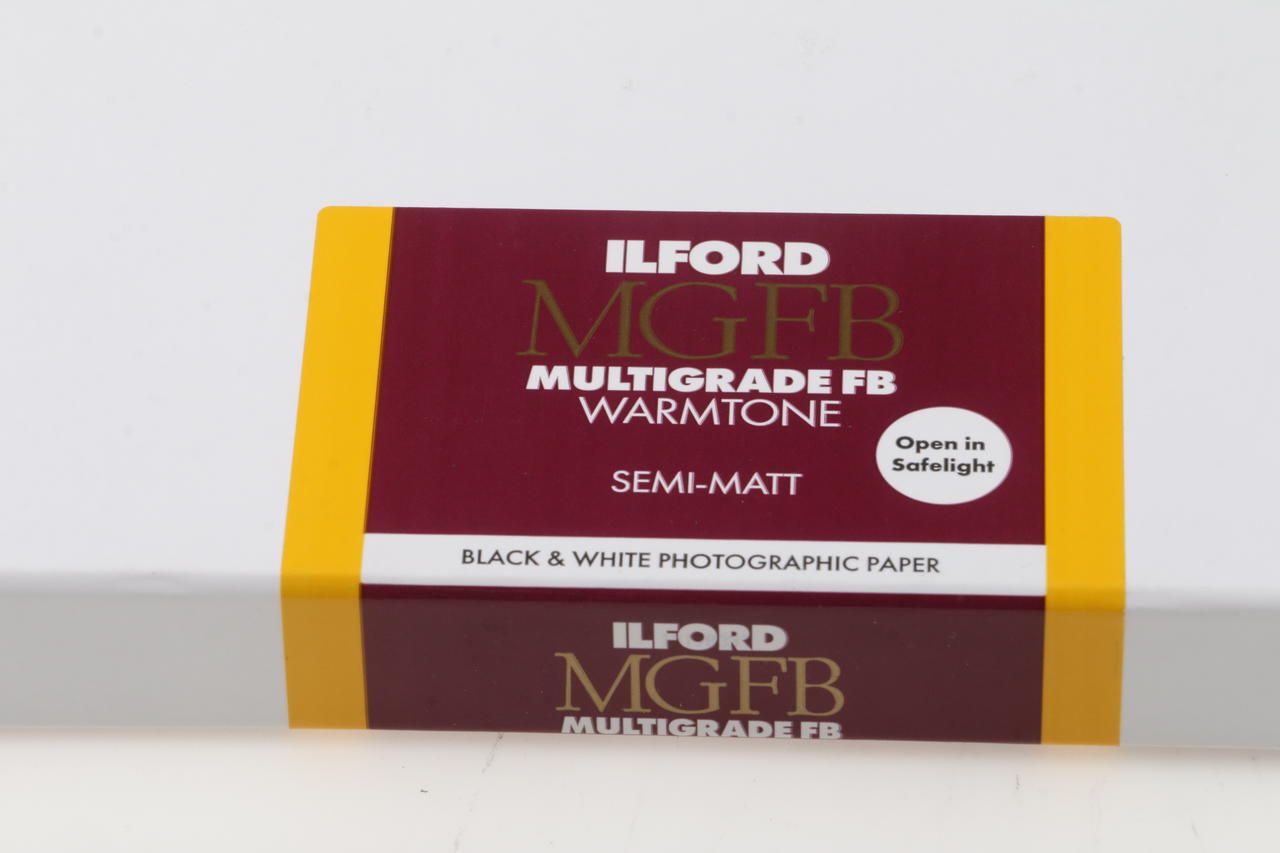 ILFORD
MGFB
MULTIGRADE FB
WARMTONE
Open in
Safelight
SEMI-MATT
BLACK & WHITE PHOTOGRAPHIC PAPER
ILFORD
MGFB
MULTIGRADE FB